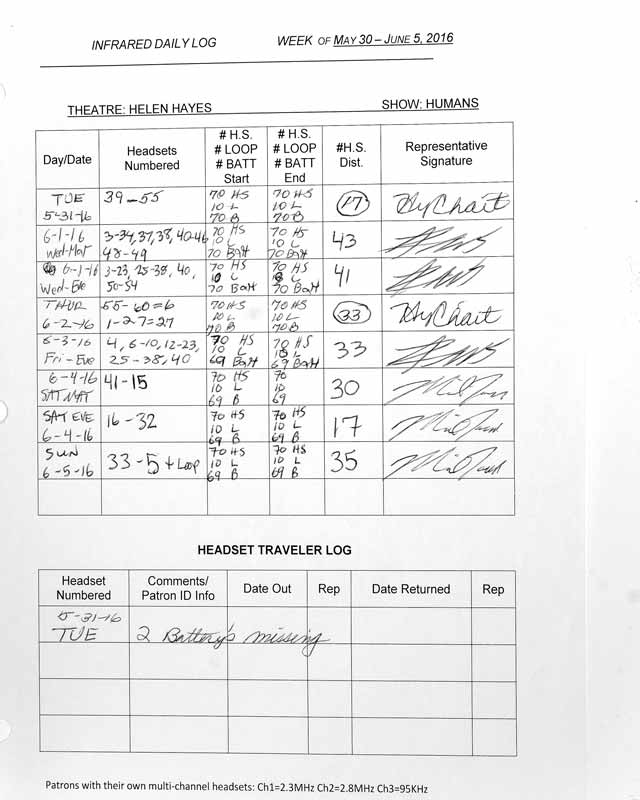 INFRARED DAILY LOG WEEK OF MAY 30 – JUNE 5, 2016
THEATRE: HELEN HAYES SHOW: HUMANS
Day/Date Headsets Numbered # H.S. # LOOP # BATT Start # H.S. # LOOP # BATT End #H.S. Dist. Representative Signature
TUE 39-55 70 HS 70 HS 17
5-31-16 10 L 10 L
70 B 70 B
6-1-16 3-34, 37, 38, 40-46 70 HS 70 HS 43
Wed-Mat 48-49 10 L 10 L
70 Batt 70 Batt
6-1-16 3-23, 25-38, 40, 70 HS 70 HS 41
Wed-Eve 50-54 10 L 10 L
70 Batt 70 Batt
THUR 55-60=6 70 HS 70 HS 33
6-2-16 1-27=27 10 L 10 L
70 B 70 B
6-3-16 4, 6-10, 12-23, 70 HS 70 HS 33
Fri-Eve 25-38, 40 10 L 10 L
69 Batt 69 Batt
6-4-16 41-15 70 HS 70 30
SAT MAT 10 L 10
69 B 69
SAT EVE 16-32 70 HS 70 HS 17
6-4-16 10 L 10 L
69 B 69 B
SUN 33-5 + Loop 70 HS 70 HS 35
6-5-16 10 L 10 L
69 B 69 B
HEADSET TRAVELER LOG
Headset Numbered Comments/ Patron ID Info Date Out Rep Date Returned Rep
5-31-16
TUE 2 Battery's missing
Patrons with their own multi-channel headsets: Ch1=2.3MHz Ch2=2.8MHz Ch3=95KHz